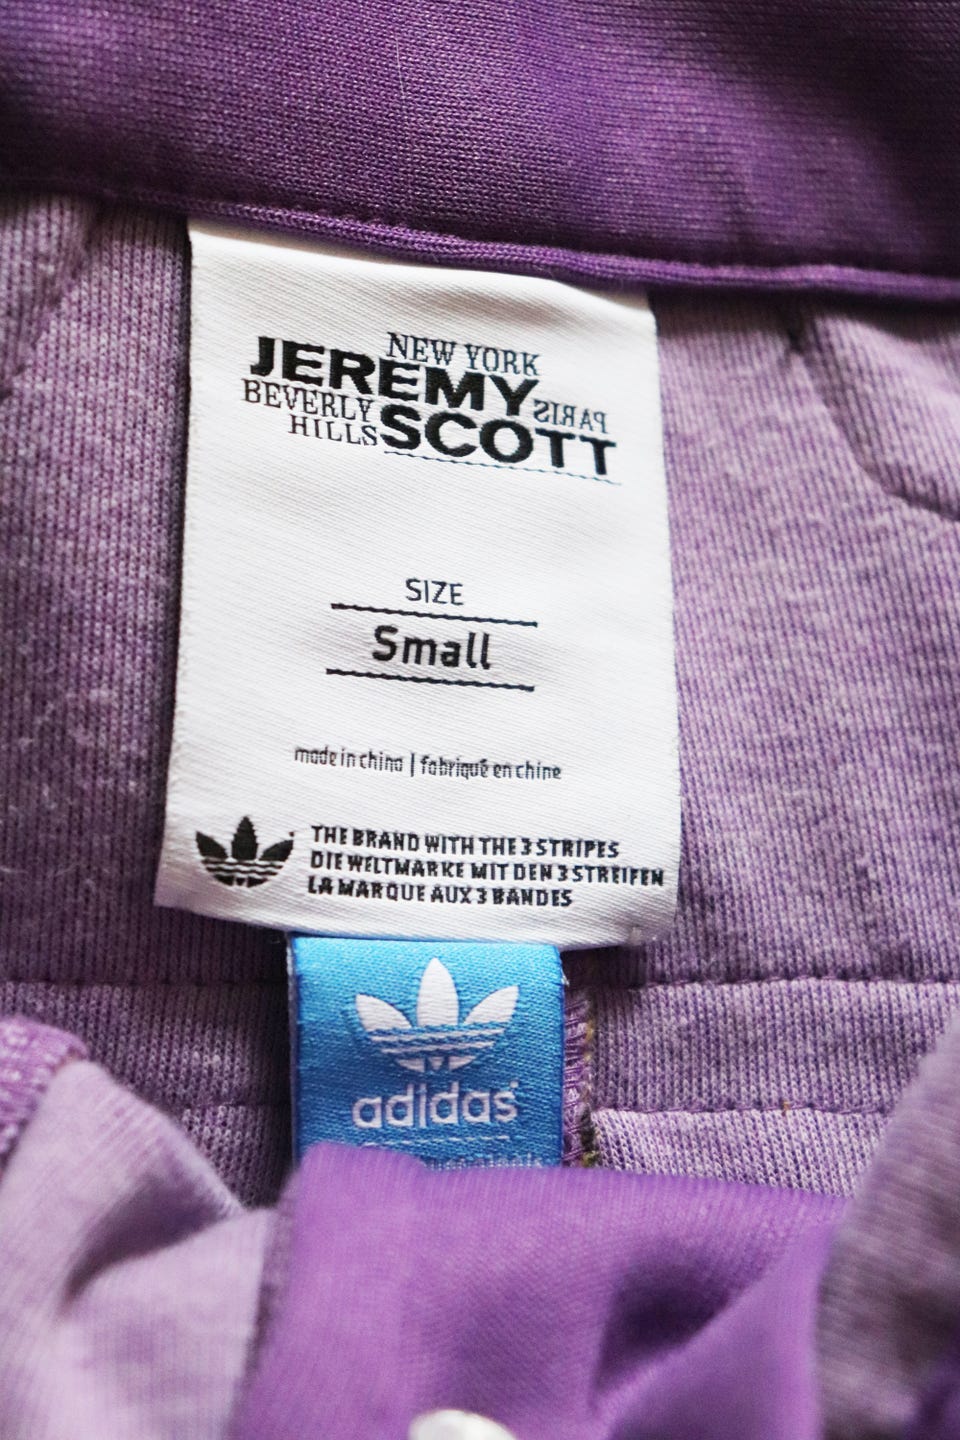 NEW YORK
JEREMY
BEVERLY
PARIS
HILLS
SCOTT
SIZE
Small
made in china | fabriqué en chine
THE BRAND WITH THE 3 STRIPES
DIE WELTMARKE MIT DEN 3 STREIFEN
LA MARQUE AUX 3 BANDES
adidas